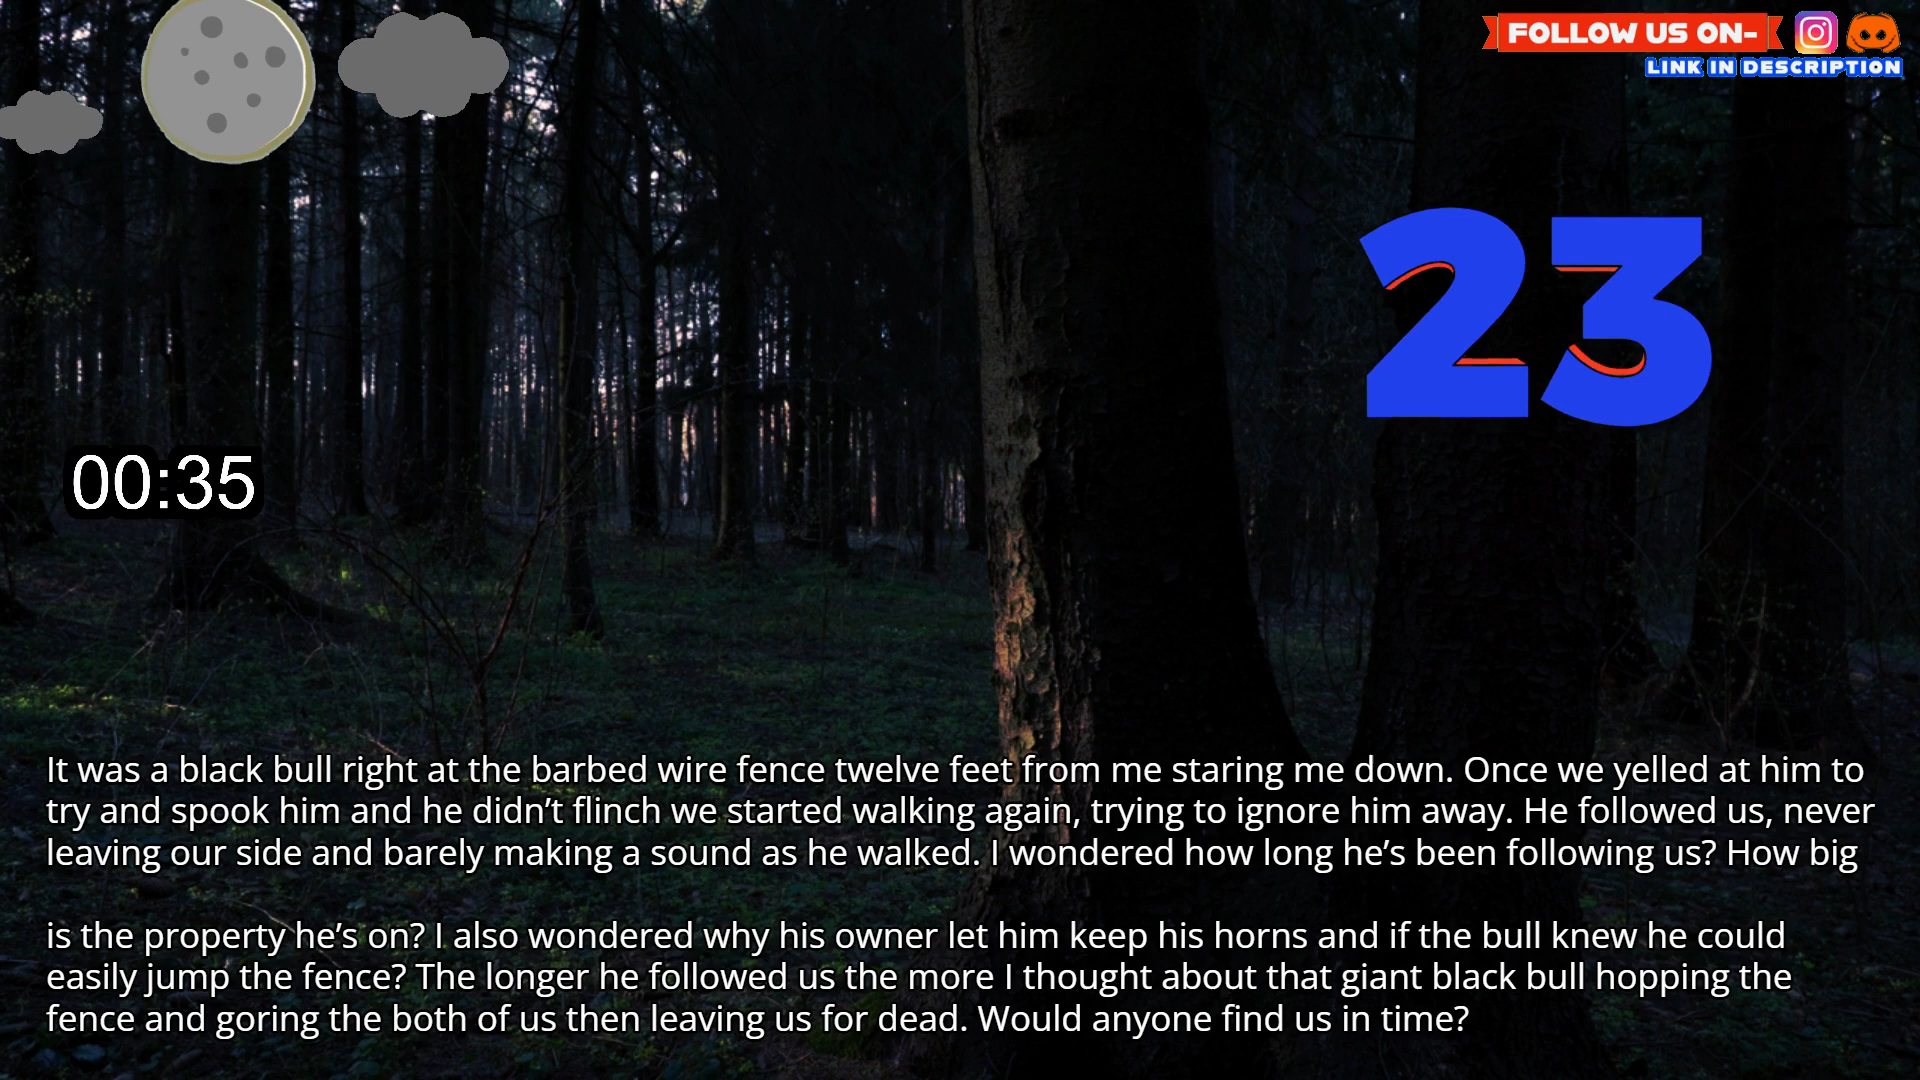 FOLLOW US ON-
LINK IN DESCRIPTION
23
00:35
It was a black bull right at the barbed wire fence twelve feet from me staring me down. Once we yelled at him to
try and spook him and he didn’t flinch we started walking again, trying to ignore him away. He followed us, never
leaving our side and barely making a sound as he walked. I wondered how long he’s been following us? How big
is the property he’s on? I also wondered why his owner let him keep his horns and if the bull knew he could
easily jump the fence? The longer he followed us the more I thought about that giant black bull hopping the
fence and goring the both of us then leaving us for dead. Would anyone find us in time?